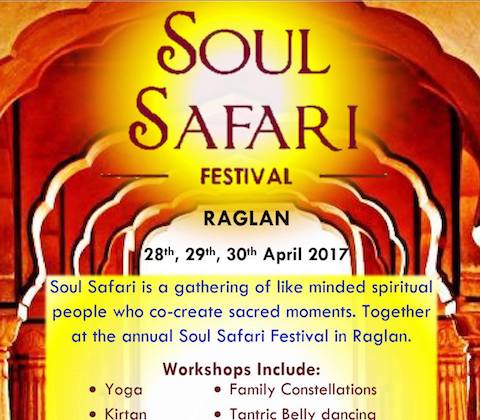 SOUL
SAFARI
FESTIVAL
RAGLAN
28th, 29th, 30th April 2017
Soul Safari is a gathering of like minded spiritual
people who co-create sacred moments. Together
at the annual Soul Safari Festival in Raglan.
Workshops Include:
• Yoga • Family Constellations
• Kirtan • Tantric Belly dancing